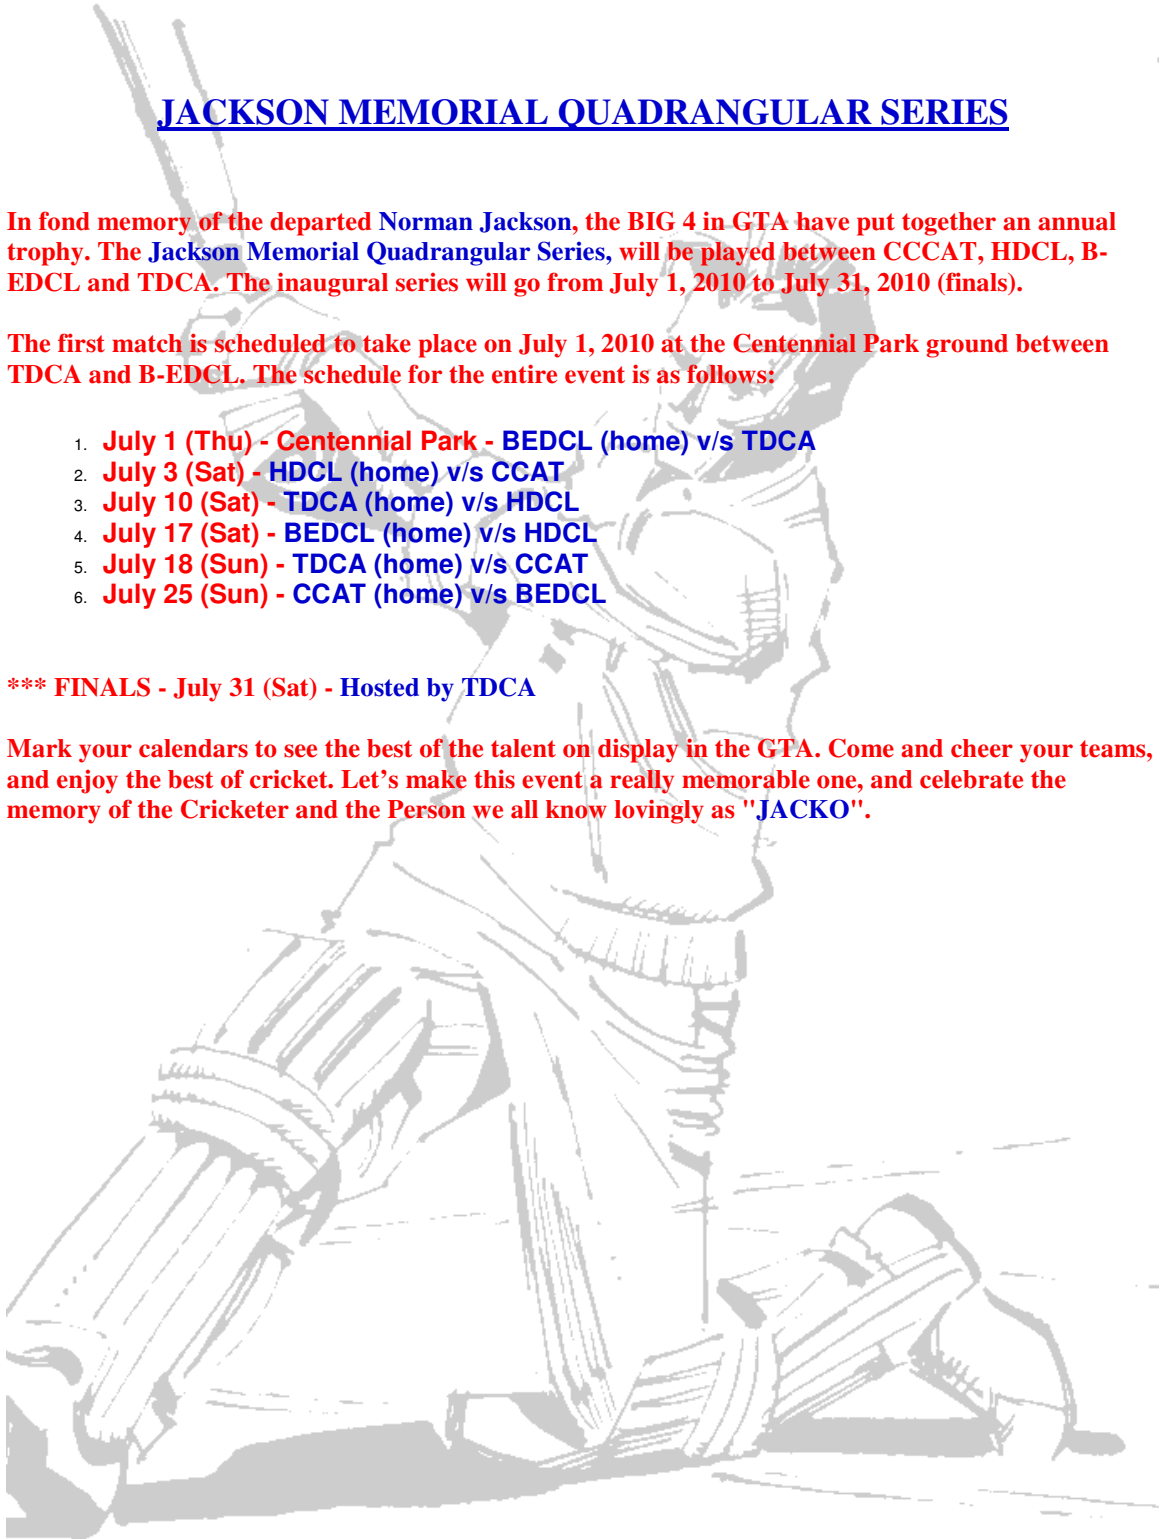 JACKSON MEMORIAL QUADRANGULAR SERIES
In fond memory of the departed Norman Jackson, the BIG 4 in GTA have put together an annual
trophy. The Jackson Memorial Quadrangular Series, will be played between CCCAT, HDCL, B-
EDCL and TDCA. The inaugural series will go from July 1, 2010 to July 31, 2010 (finals).
The first match is scheduled to take place on July 1, 2010 at the Centennial Park ground between
TDCA and B-EDCL. The schedule for the entire event is as follows:
1. July 1 (Thu) - Centennial Park - BEDCL (home) v/s TDCA
2. July 3 (Sat) - HDCL (home) v/s CCAT
3. July 10 (Sat) - TDCA (home) v/s HDCL
4. July 17 (Sat) - BEDCL (home) v/s HDCL
5. July 18 (Sun) - TDCA (home) v/s CCAT
6. July 25 (Sun) - CCAT (home) v/s BEDCL
*** FINALS - July 31 (Sat) - Hosted by TDCA
Mark your calendars to see the best of the talent on display in the GTA. Come and cheer your teams,
and enjoy the best of cricket. Let’s make this event a really memorable one, and celebrate the
memory of the Cricketer and the Person we all know lovingly as "JACKO".